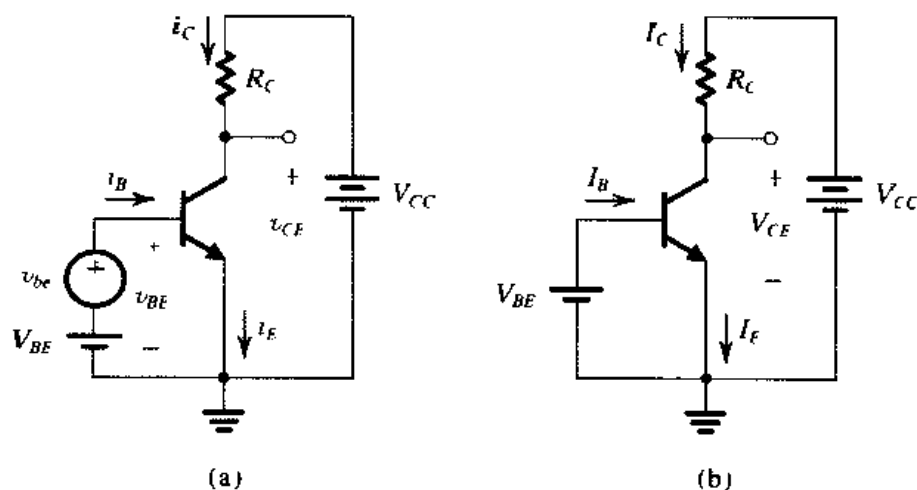 i_C
R_C
i_B
+
v_CE
V_CC
+
v_be
+
v_BE
V_BE
−
i_E
(a)
I_C
R_C
I_B
+
V_CE
V_CC
V_BE
−
I_E
(b)